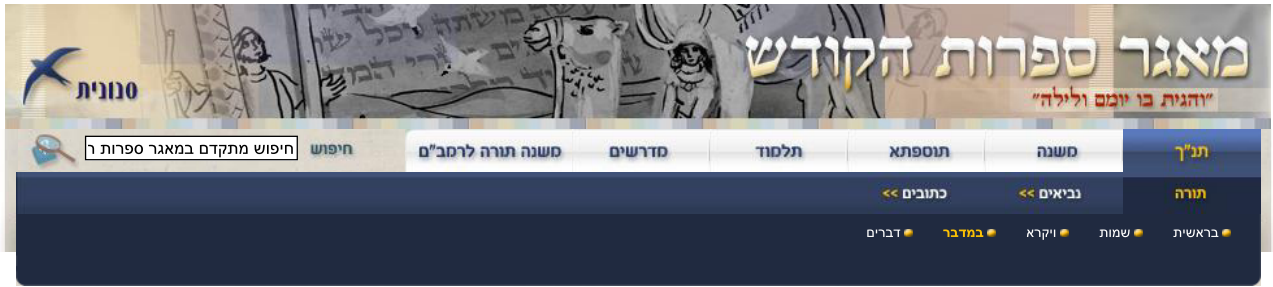 מאגר ספרות הקודש
"והגית בו יומם ולילה"
סנונית
תנ"ך משנה תוספתא תלמוד מדרשים משנה תורה לרמב"ם חיפוש חיפוש מתקדם במאגר ספרות ר
תורה נביאים >> כתובים >>
בראשית שמות ויקרא במדבר דברים